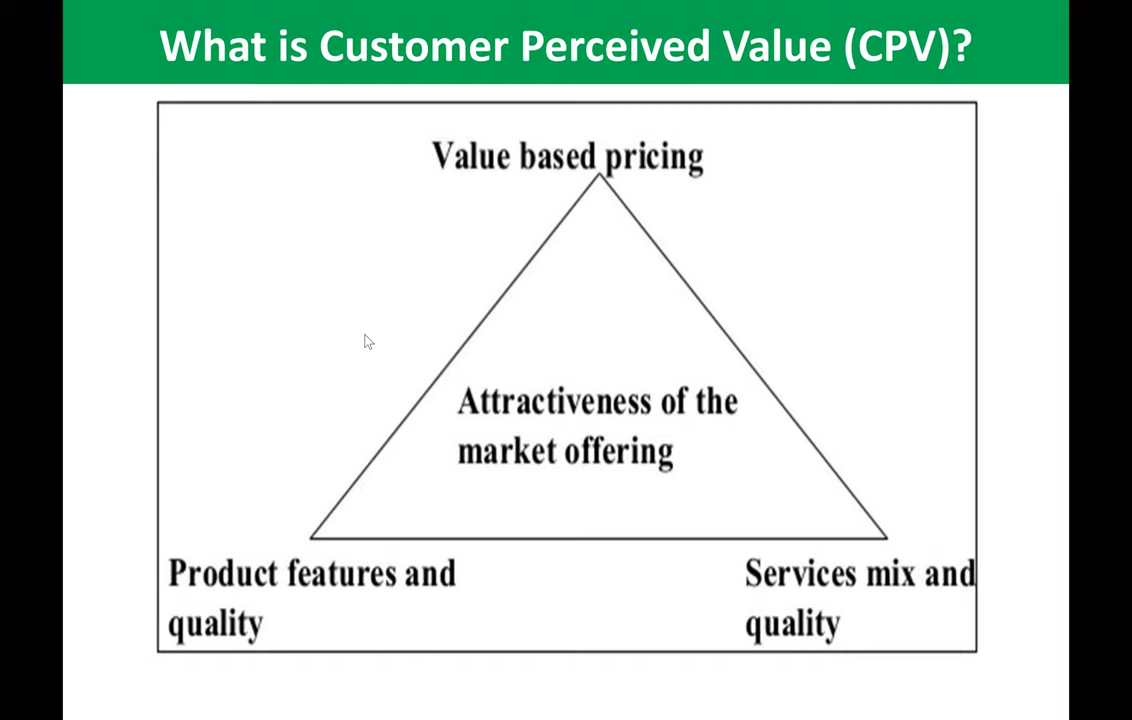 What is Customer Perceived Value (CPV)?
Value based pricing
Attractiveness of the
market offering
Product features and
quality
Services mix and
quality